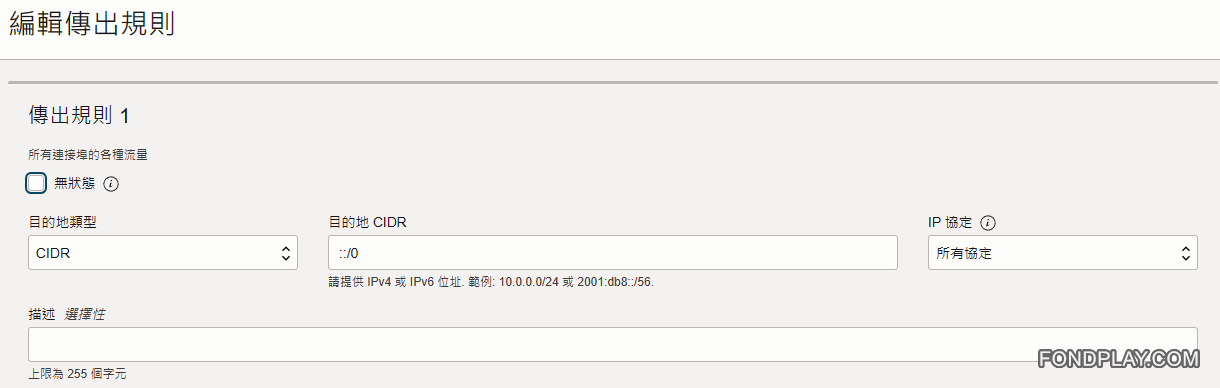 編輯傳出規則
傳出規則 1
所有連接埠的各種流量
無狀態
目的地類型 目的地 CIDR IP 協定
CIDR ::/0 所有協定
請提供 IPv4 或 IPv6 位址. 範例: 10.0.0.0/24 或 2001:db8::/56.
描述 選擇性
上限為 255 個字元
FONDPLAY.COM